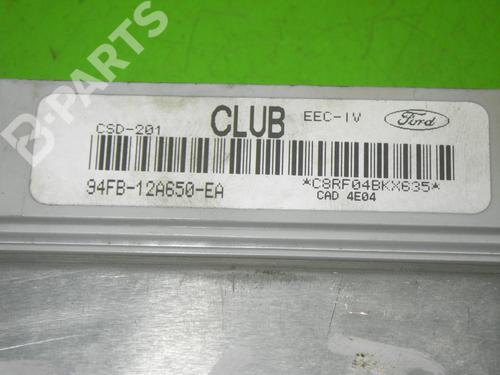 CSD-201 CLUB EEC-IV Ford
94FB-12A650-EA *C8RF04BKX635*
CAD 4E04
B-PARTS